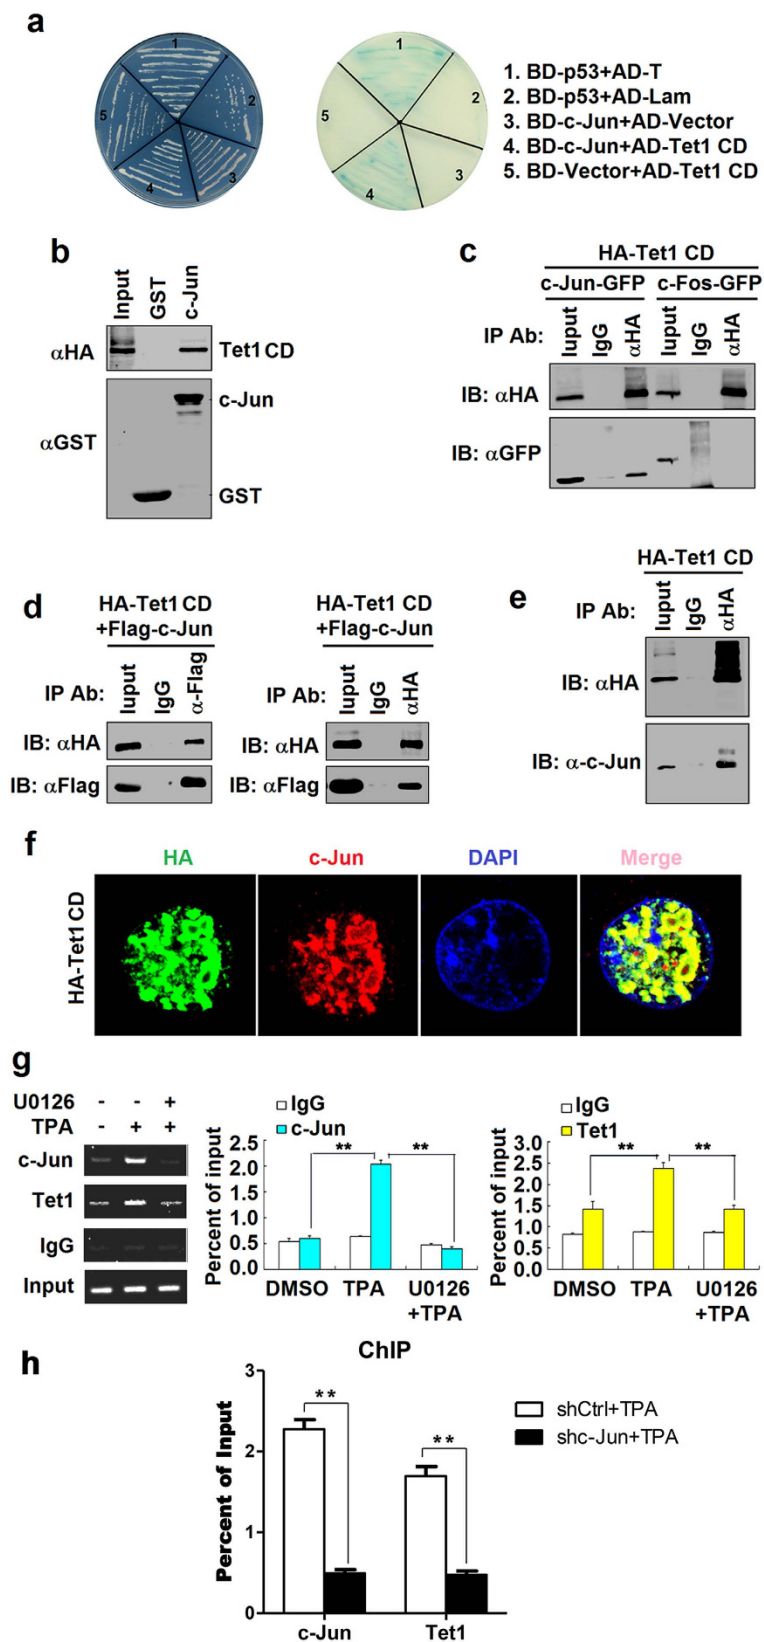 a
1
2
3
4
5
1
2
3
4
5
1. BD-p53+AD-T
2. BD-p53+AD-Lam
3. BD-c-Jun+AD-Vector
4. BD-c-Jun+AD-Tet1 CD
5. BD-Vector+AD-Tet1 CD
b
Input
GST
c-Jun
αHA
Tet1 CD
αGST
c-Jun
GST
c
HA-Tet1 CD
c-Jun-GFP c-Fos-GFP
IP Ab: Iuput IgG αHA Iuput IgG αHA
IB: αHA
IB: αGFP
d
HA-Tet1 CD
+Flag-c-Jun
IP Ab: Iuput IgG α-Flag
IB: αHA
IB: αFlag
HA-Tet1 CD
+Flag-c-Jun
IP Ab: Iuput IgG αHA
IB: αHA
IB: αFlag
e
HA-Tet1 CD
IP Ab: Iuput IgG αHA
IB: αHA
IB: α-c-Jun
f
HA c-Jun DAPI Merge
HA-Tet1 CD
g
U0126 - - +
TPA - + +
c-Jun
Tet1
IgG
Input
IgG
c-Jun
Percent of input
2.5
2.0
1.5
1.0
0.5
0.0
** **
DMSO TPA U0126
+TPA
IgG
Tet1
Percent of input
3.0
2.5
2.0
1.5
1.0
0.5
0.0
** **
DMSO TPA U0126
+TPA
h
ChIP
Percent of Input
3
2
1
0
**
**
shCtrl+TPA
shc-Jun+TPA
c-Jun Tet1